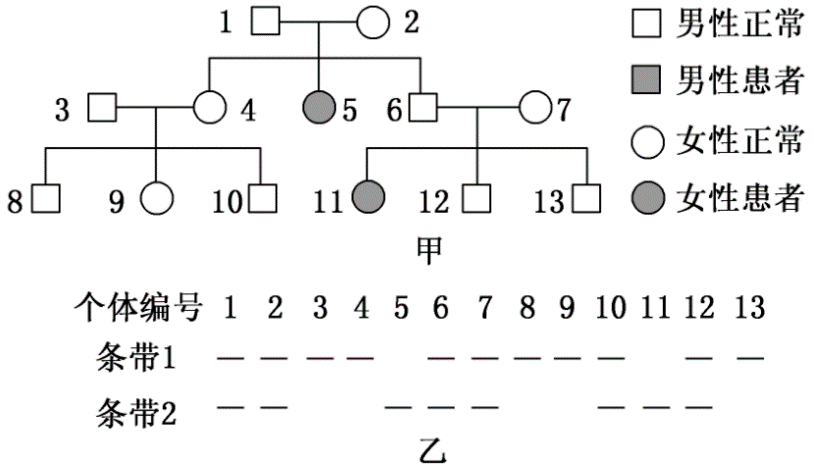 1 2 男性正常
男性患者
3 4 5 6 7 女性正常
8 9 10 11 12 13 女性患者
甲
个体编号 1 2 3 4 5 6 7 8 9 10 11 12 13
条带1
条带2
乙